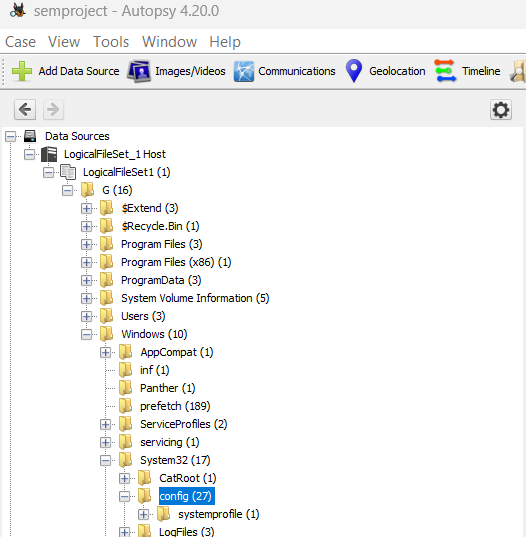 semproject - Autopsy 4.20.0
Case View Tools Window Help
Add Data Source Images/Videos Communications Geolocation Timeline
Data Sources
LogicalFileSet_1 Host
LogicalFileSet1 (1)
G (16)
$Extend (3)
$Recycle.Bin (1)
Program Files (3)
Program Files (x86) (1)
ProgramData (3)
System Volume Information (5)
Users (3)
Windows (10)
AppCompat (1)
inf (1)
Panther (1)
prefetch (189)
ServiceProfiles (2)
servicing (1)
System32 (17)
CatRoot (1)
config (27)
systemprofile (1)
LogFiles (3)